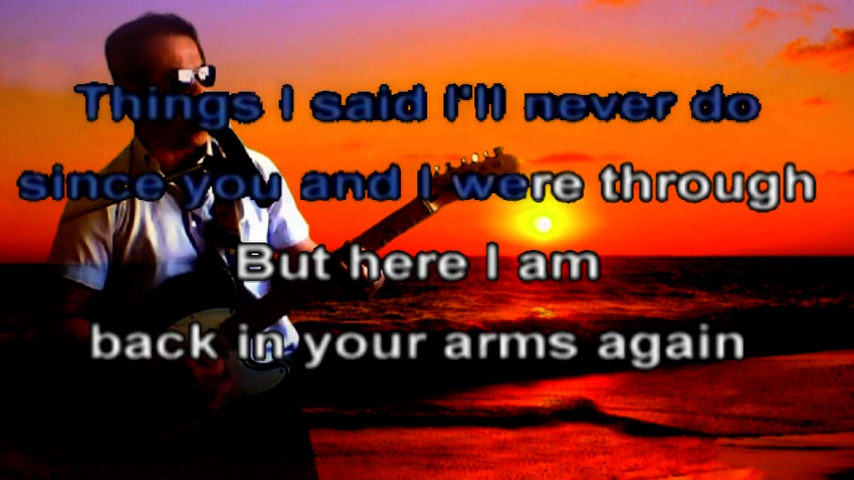 Things I said I'll never do
since you and I were through
But here I am
back in your arms again